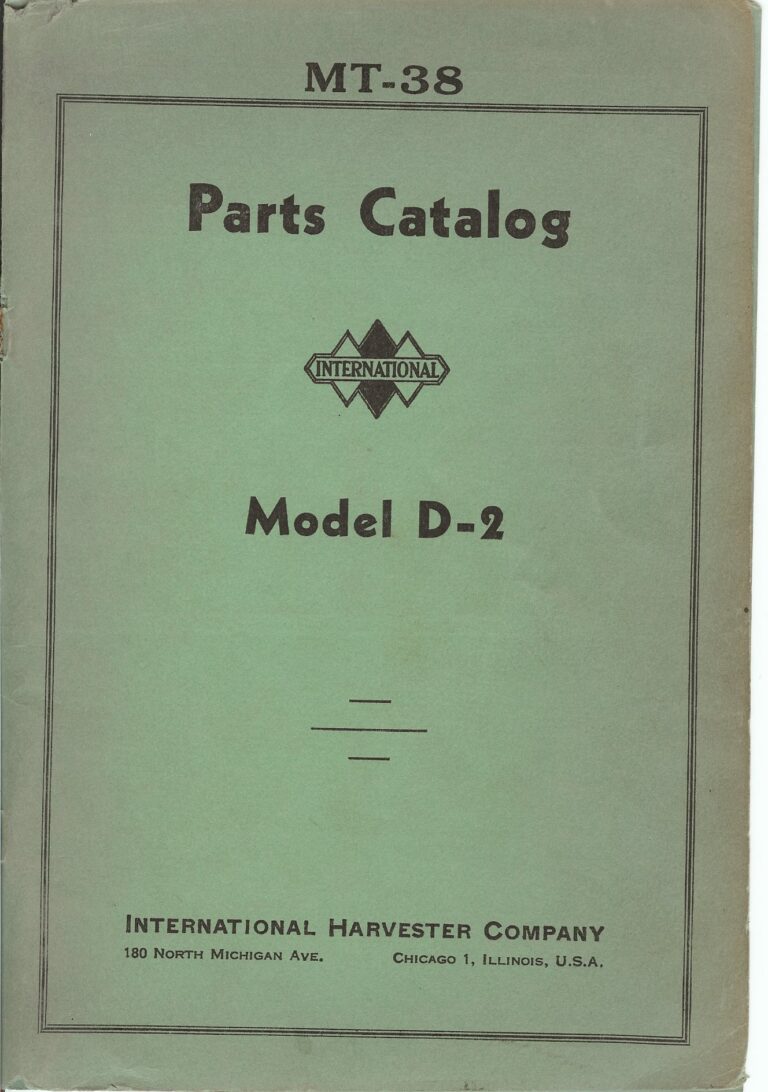 MT-38
Parts Catalog
INTERNATIONAL
Model D-2
INTERNATIONAL HARVESTER COMPANY
180 NORTH MICHIGAN AVE. CHICAGO 1, ILLINOIS, U.S.A.